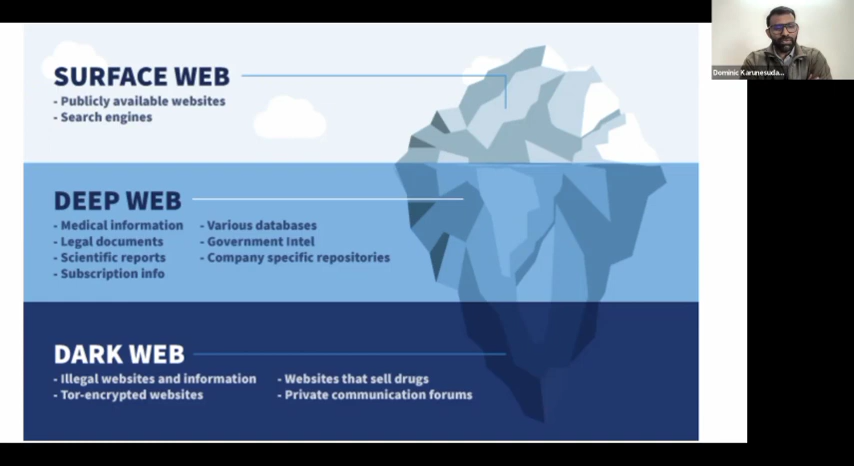 SURFACE WEB
- Publicly available websites
- Search engines
DEEP WEB
- Medical information
- Legal documents
- Scientific reports
- Subscription info
- Various databases
- Government Intel
- Company specific repositories
DARK WEB
- Illegal websites and information
- Tor-encrypted websites
- Websites that sell drugs
- Private communication forums
Dominic Karunesuda...